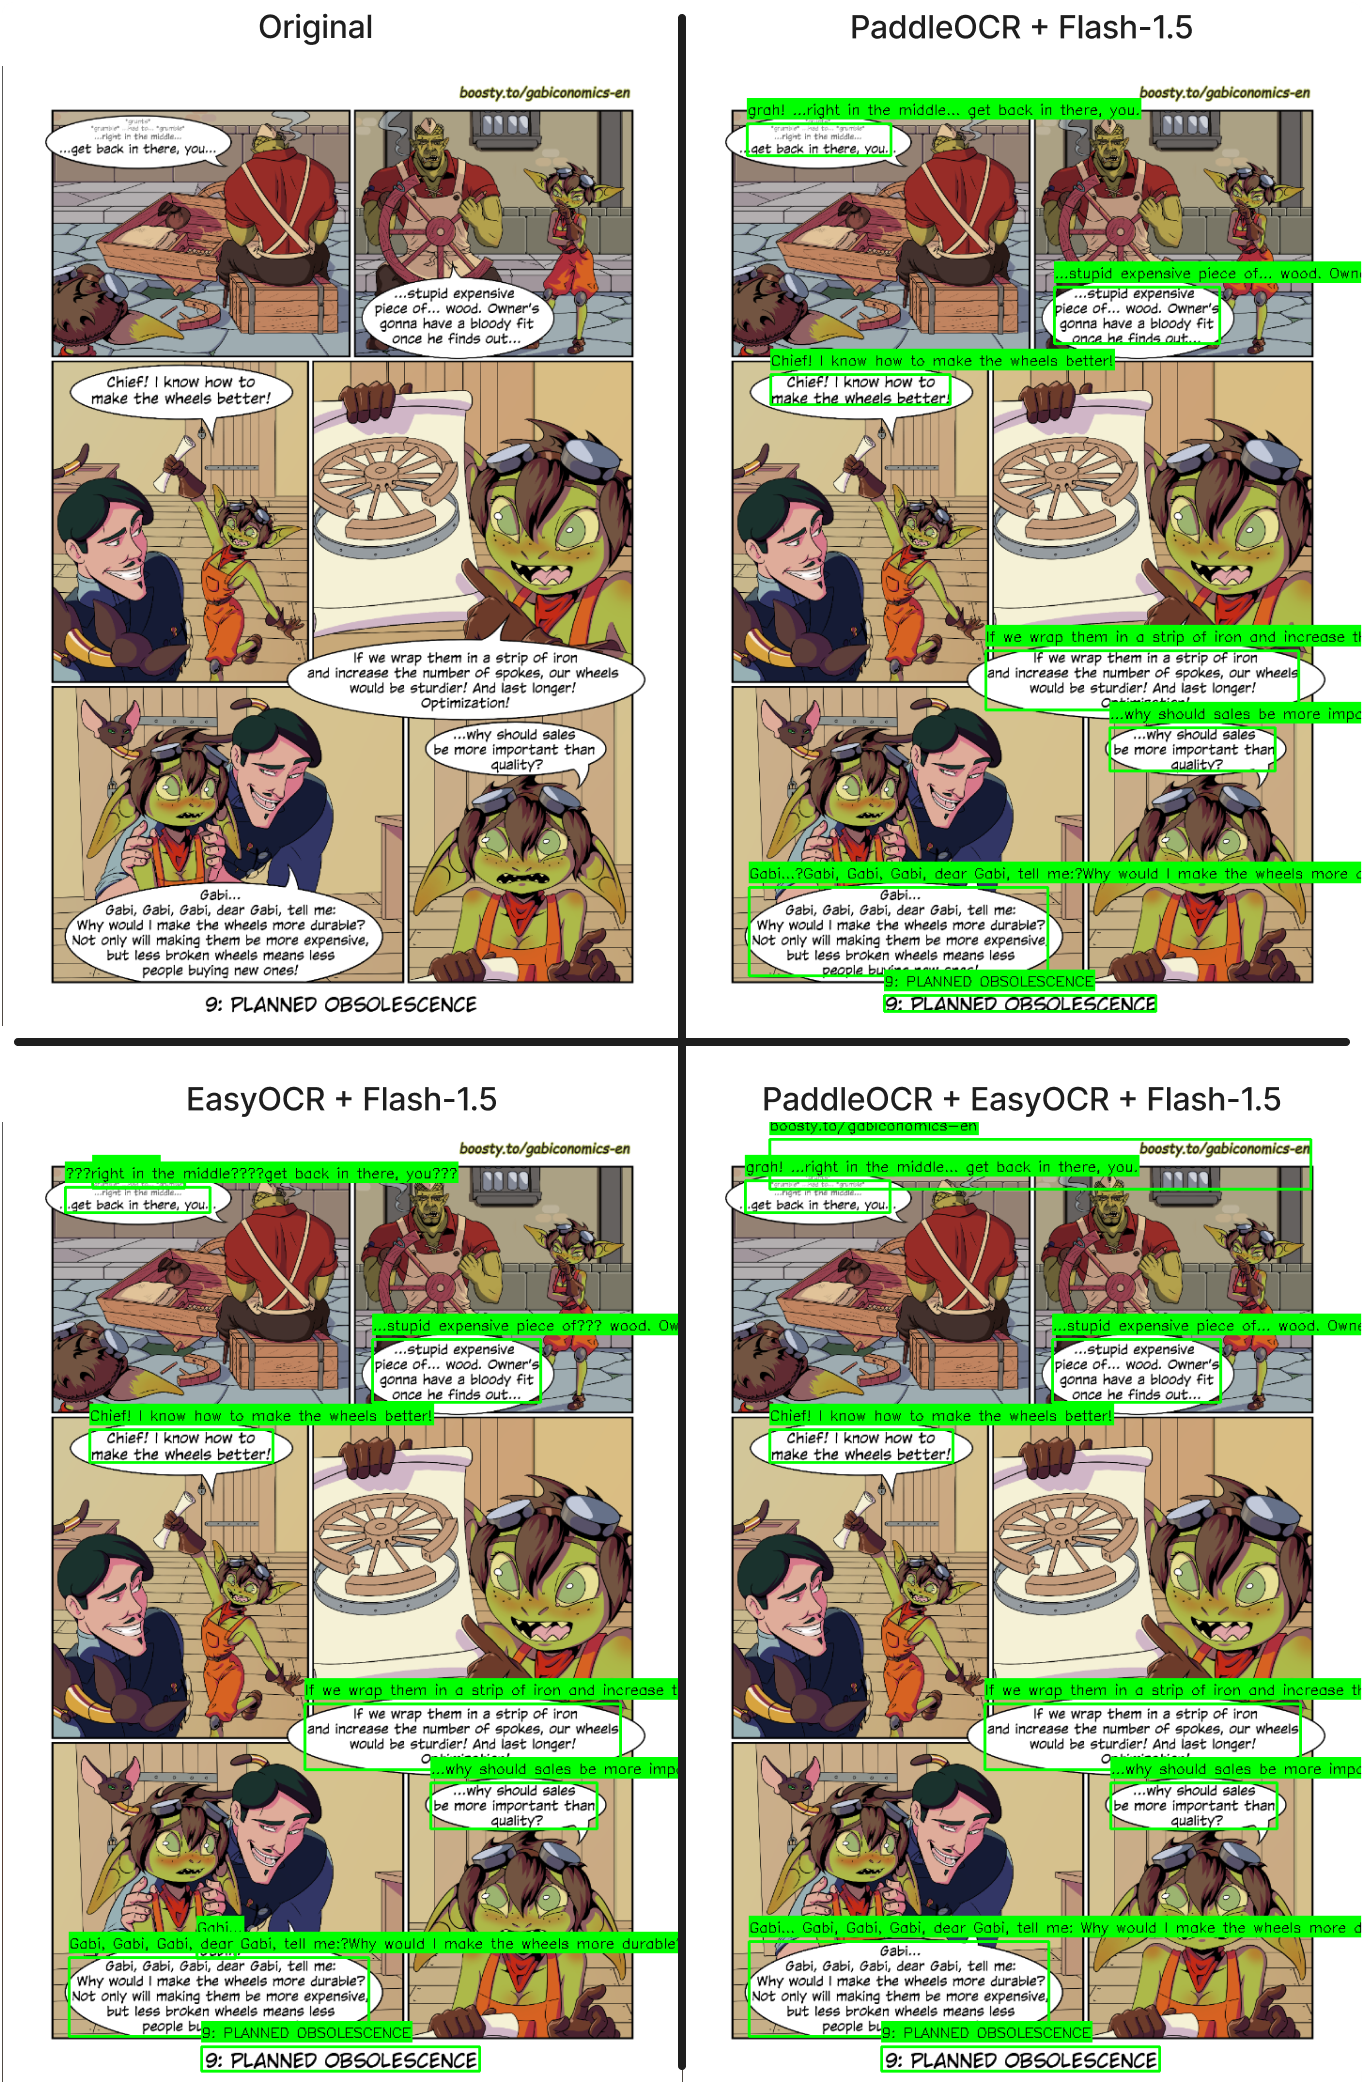 Original
boosty.to/gabiconomics-en
*grumble*
*grumble* ...Had to... *grumble*
...right in the middle...
...get back in there, you...
...stupid expensive
piece of... wood. Owner's
gonna have a bloody fit
once he finds out...
Chief! I know how to
make the wheels better!
If we wrap them in a strip of iron
and increase the number of spokes, our wheels
would be sturdier! And last longer!
Optimization!
...why should sales
be more important than
quality?
Gabi...
Gabi, Gabi, Gabi, dear Gabi, tell me:
Why would I make the wheels more durable?
Not only will making them be more expensive,
but less broken wheels means less
people buying new ones!
9: PLANNED OBSOLESCENCE
PaddleOCR + Flash-1.5
boosty.to/gabiconomics-en
grah! ...right in the middle... get back in there, you.
...right in the middle...
...get back in there, you...
...stupid expensive piece of... wood. Own
...stupid expensive
piece of... wood. Owner's
gonna have a bloody fit
once he finds out...
Chief! I know how to make the wheels better!
Chief! I know how to
make the wheels better!
If we wrap them in a strip of iron and increase t
If we wrap them in a strip of iron
and increase the number of spokes, our wheels
would be sturdier! And last longer!
Optimization!
...why should sales be more impo
...why should sales
be more important than
quality?
Gabi...?Gabi, Gabi, Gabi, dear Gabi, tell me:?Why would I make the wheels more d
Gabi...
Gabi, Gabi, Gabi, dear Gabi, tell me:
Why would I make the wheels more durable?
Not only will making them be more expensive,
but less broken wheels means less
people buying new ones!
9: PLANNED OBSOLESCENCE
9: PLANNED OBSOLESCENCE
EasyOCR + Flash-1.5
boosty.to/gabiconomics-en
???right in the middle????get back in there, you???
...right in the middle...
...get back in there, you...
...stupid expensive piece of??? wood. Ow
...stupid expensive
piece of... wood. Owner's
gonna have a bloody fit
once he finds out...
Chief! I know how to make the wheels better!
Chief! I know how to
make the wheels better!
If we wrap them in a strip of iron and increase t
If we wrap them in a strip of iron
and increase the number of spokes, our wheels
would be sturdier! And last longer!
...why should sales be more impo
...why should sales
be more important than
quality?
Gabi...
Gabi, Gabi, Gabi, dear Gabi, tell me:?Why would I make the wheels more durable?
Gabi, Gabi, Gabi, dear Gabi, tell me:
Why would I make the wheels more durable?
Not only will making them be more expensive,
but less broken wheels means less
people bu
9: PLANNED OBSOLESCENCE
9: PLANNED OBSOLESCENCE
PaddleOCR + EasyOCR + Flash-1.5
boosty.to/gabiconomics-en
boosty.to/gabiconomics-en
grah! ...right in the middle... get back in there, you.
...right in the middle...
...get back in there, you...
...stupid expensive piece of... wood. Own
...stupid expensive
piece of... wood. Owner's
gonna have a bloody fit
once he finds out...
Chief! I know how to make the wheels better!
Chief! I know how to
make the wheels better!
If we wrap them in a strip of iron and increase t
If we wrap them in a strip of iron
and increase the number of spokes, our wheels
would be sturdier! And last longer!
...why should sales be more impo
...why should sales
be more important than
quality?
Gabi... Gabi, Gabi, Gabi, dear Gabi, tell me: Why would I make the wheels more d
Gabi...
Gabi, Gabi, Gabi, dear Gabi, tell me:
Why would I make the wheels more durable?
Not only will making them be more expensive,
but less broken wheels means less
people bu
9: PLANNED OBSOLESCENCE
9: PLANNED OBSOLESCENCE